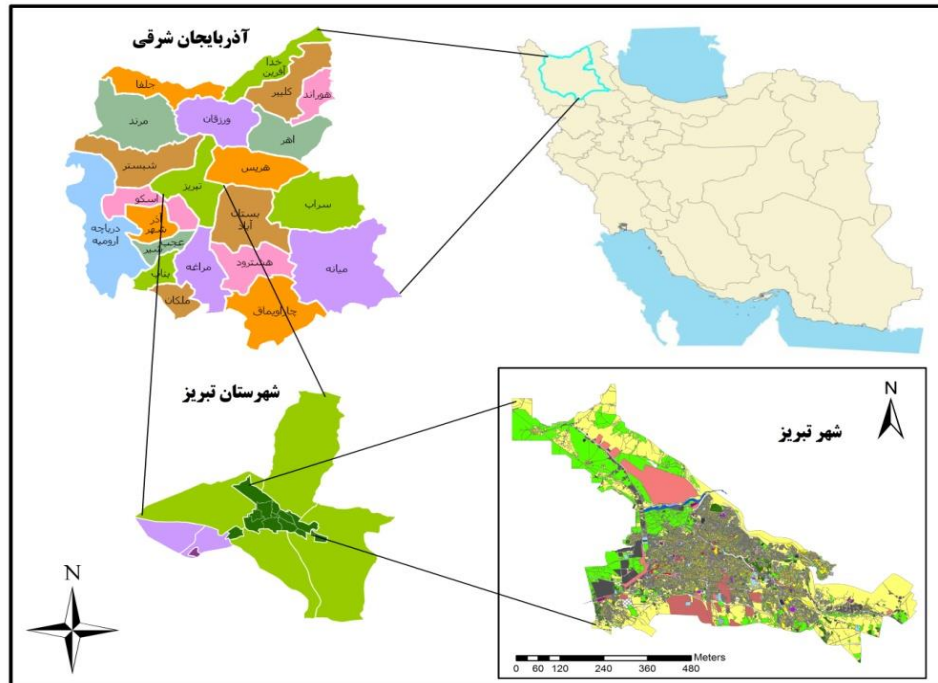 آذربایجان شرقی
خدا
آفرین
کلیبر
هوراند
جلفا
ورزقان
مرند
اهر
شبستر
هریس
تبریز
سراب
اسکو
بستان
آباد
آذر
شهر
دریاچه
ارومیه
عجب
شیر
هشترود
میانه
مراغه
بناب
ملکان
چاراویماق
شهرستان تبریز
N
شهر تبریز
N
Meters
0 60 120 240 360 480